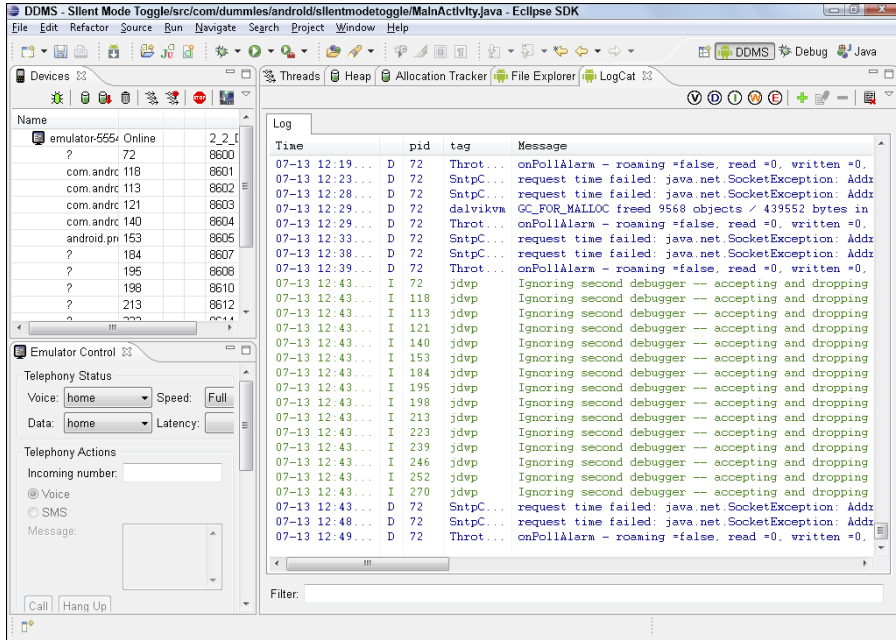 DDMS - Silent Mode Toggle/src/com/dummies/android/silentmodetoggle/MainActivity.java - Eclipse SDK
File Edit Refactor Source Run Navigate Search Project Window Help
DDMS Debug Java
Devices
Threads Heap Allocation Tracker File Explorer LogCat
V D I W E
Name
emulator-5554 Online 2_2_D
? 72 8600
com.andro 118 8601
com.andro 113 8602
com.andro 121 8603
com.andro 140 8604
android.pro 153 8605
? 184 8607
? 195 8608
? 198 8610
? 213 8612
Log
Time pid tag Message
07-13 12:19... D 72 Throt... onPollAlarm - roaming =false, read =0, written =0,
07-13 12:23... D 72 SntpC... request time failed: java.net.SocketException: Addr
07-13 12:28... D 72 SntpC... request time failed: java.net.SocketException: Addr
07-13 12:29... D 72 dalvikvm GC_FOR_MALLOC freed 9568 objects / 439552 bytes in
07-13 12:29... D 72 Throt... onPollAlarm - roaming =false, read =0, written =0,
07-13 12:33... D 72 SntpC... request time failed: java.net.SocketException: Addr
07-13 12:38... D 72 SntpC... request time failed: java.net.SocketException: Addr
07-13 12:39... D 72 Throt... onPollAlarm - roaming =false, read =0, written =0,
07-13 12:43... I 72 jdwp Ignoring second debugger -- accepting and dropping
07-13 12:43... I 118 jdwp Ignoring second debugger -- accepting and dropping
07-13 12:43... I 113 jdwp Ignoring second debugger -- accepting and dropping
07-13 12:43... I 121 jdwp Ignoring second debugger -- accepting and dropping
07-13 12:43... I 140 jdwp Ignoring second debugger -- accepting and dropping
07-13 12:43... I 153 jdwp Ignoring second debugger -- accepting and dropping
07-13 12:43... I 184 jdwp Ignoring second debugger -- accepting and dropping
07-13 12:43... I 195 jdwp Ignoring second debugger -- accepting and dropping
07-13 12:43... I 198 jdwp Ignoring second debugger -- accepting and dropping
07-13 12:43... I 213 jdwp Ignoring second debugger -- accepting and dropping
07-13 12:43... I 223 jdwp Ignoring second debugger -- accepting and dropping
07-13 12:43... I 239 jdwp Ignoring second debugger -- accepting and dropping
07-13 12:43... I 246 jdwp Ignoring second debugger -- accepting and dropping
07-13 12:43... I 252 jdwp Ignoring second debugger -- accepting and dropping
07-13 12:43... I 270 jdwp Ignoring second debugger -- accepting and dropping
07-13 12:43... D 72 SntpC... request time failed: java.net.SocketException: Addr
07-13 12:48... D 72 SntpC... request time failed: java.net.SocketException: Addr
07-13 12:49... D 72 Throt... onPollAlarm - roaming =false, read =0, written =0,
Filter:
Emulator Control
Telephony Status
Voice: home Speed: Full
Data: home Latency:
Telephony Actions
Incoming number:
Voice
SMS
Message:
Call Hang Up